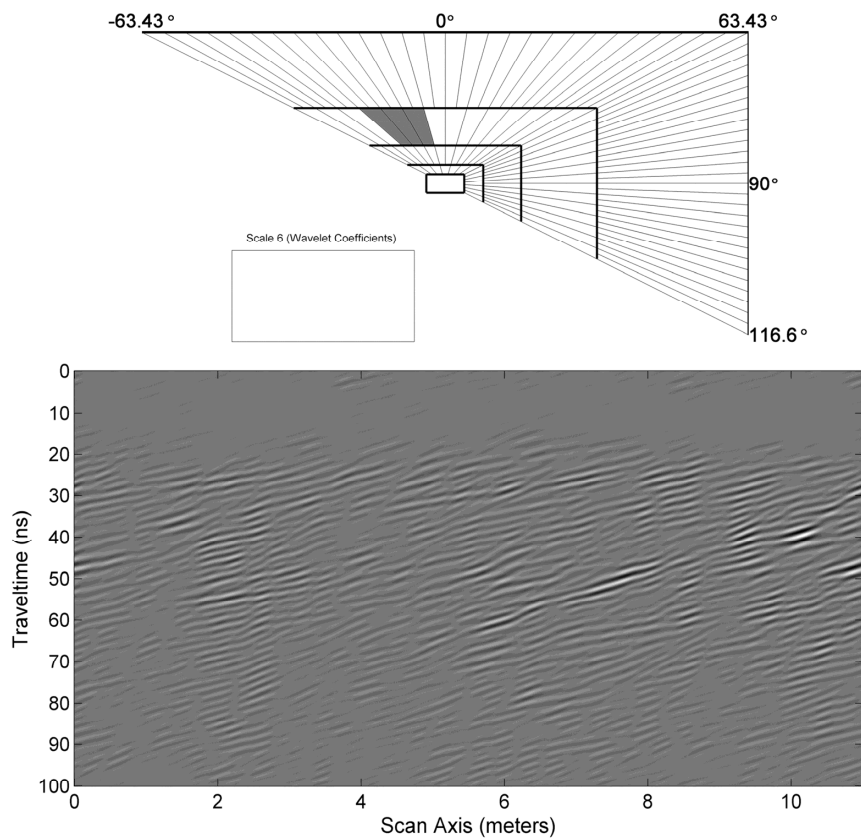 -63.43° 0° 63.43°
90°
Scale 6 (Wavelet Coefficients)
116.6°
0
10
20
30
40
50
60
70
80
90
100
Traveltime (ns)
0 2 4 6 8 10
Scan Axis (meters)